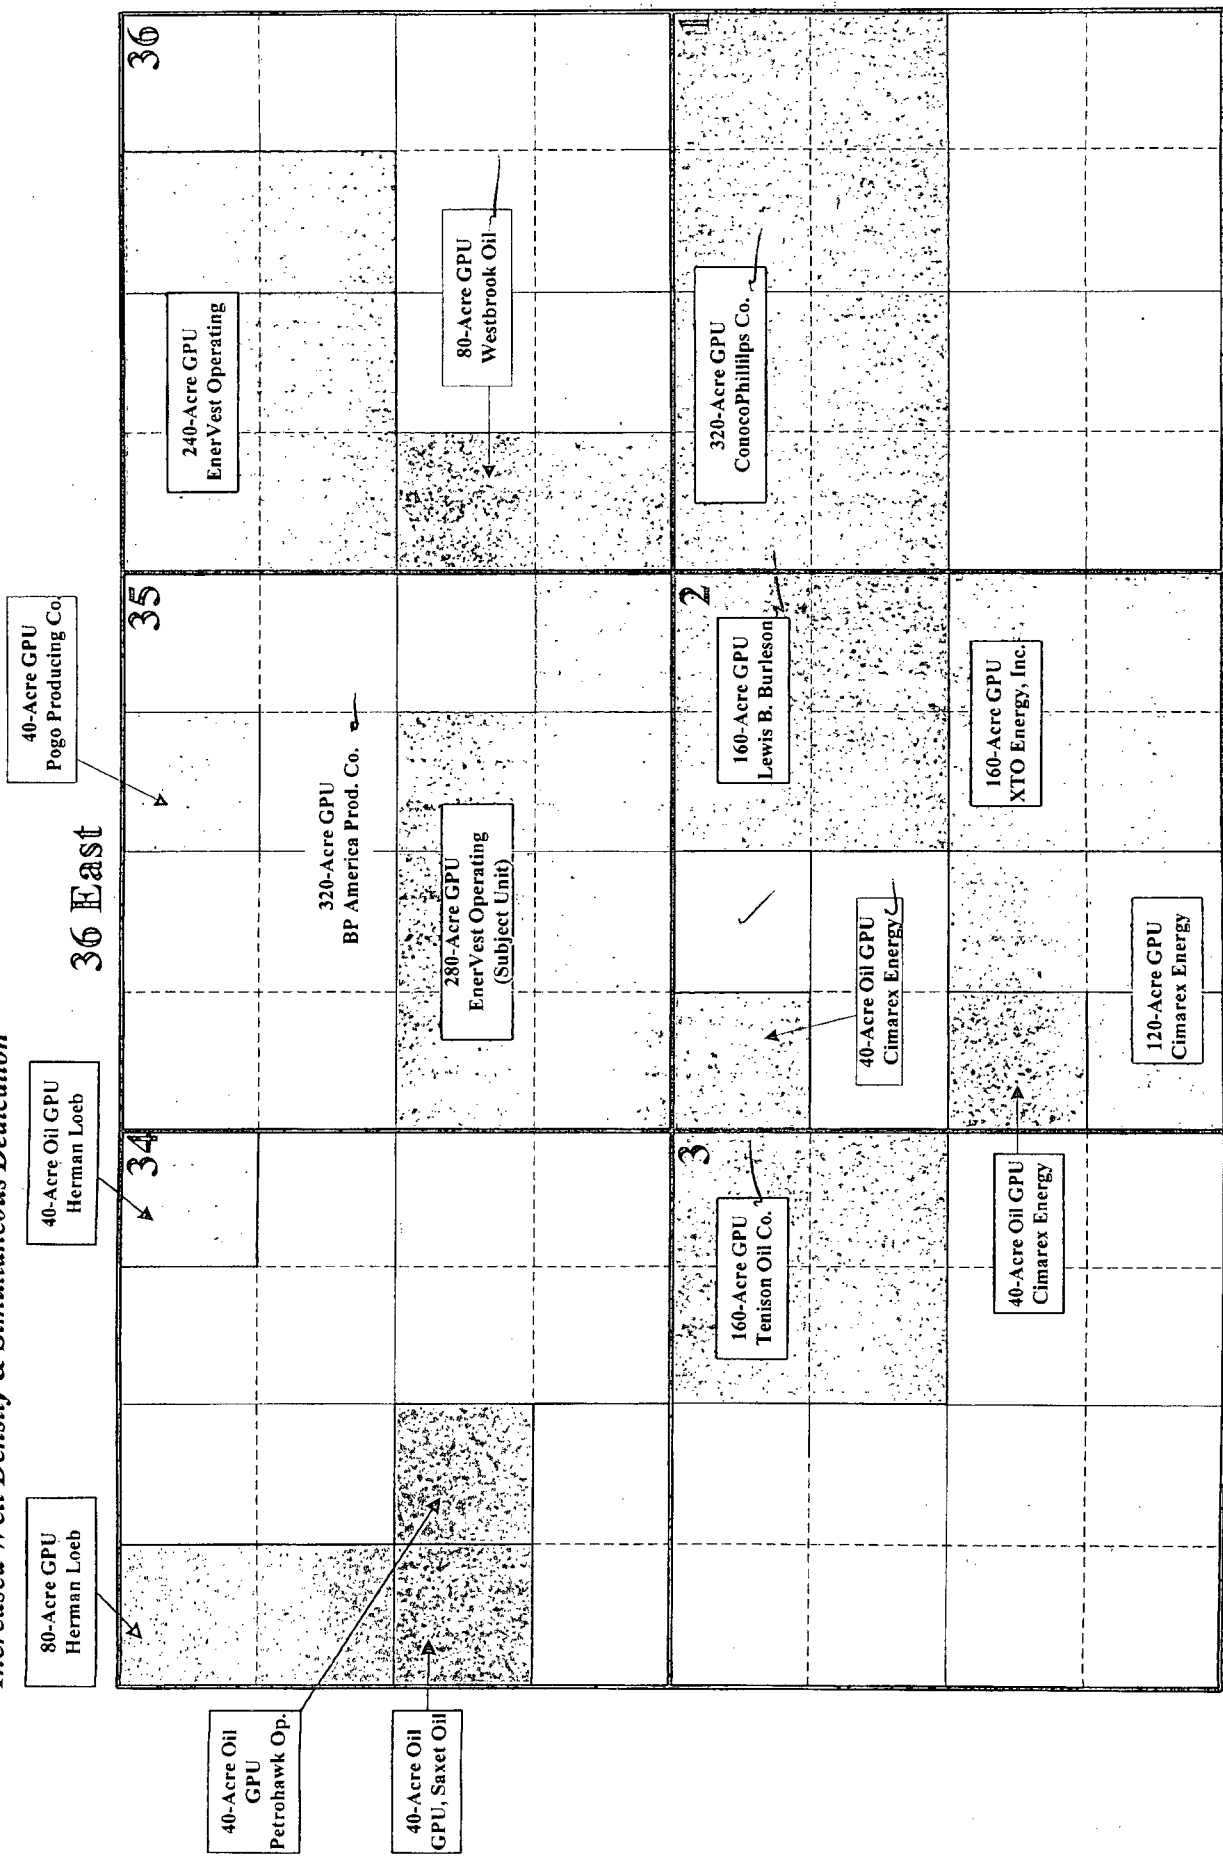 Increased Well Density & Simultaneous Dedication
36 East
80-Acre GPU
Herman Loeb
40-Acre Oil GPU
Herman Loeb
40-Acre GPU
Pogo Producing Co.
34
35
36
40-Acre Oil
GPU
Petrohawk Op.
40-Acre Oil
GPU, Saxet Oil
320-Acre GPU
BP America Prod. Co.
280-Acre GPU
EnerVest Operating
(Subject Unit)
240-Acre GPU
EnerVest Operating
80-Acre GPU
Westbrook Oil
3
2
1
160-Acre GPU
Tenison Oil Co.
40-Acre Oil GPU
Cimarex Energy
160-Acre GPU
Lewis B. Burleson
320-Acre GPU
ConocoPhillilps Co.
40-Acre Oil GPU
Cimarex Energy
120-Acre GPU
Cimarex Energy
160-Acre GPU
XTO Energy, Inc.